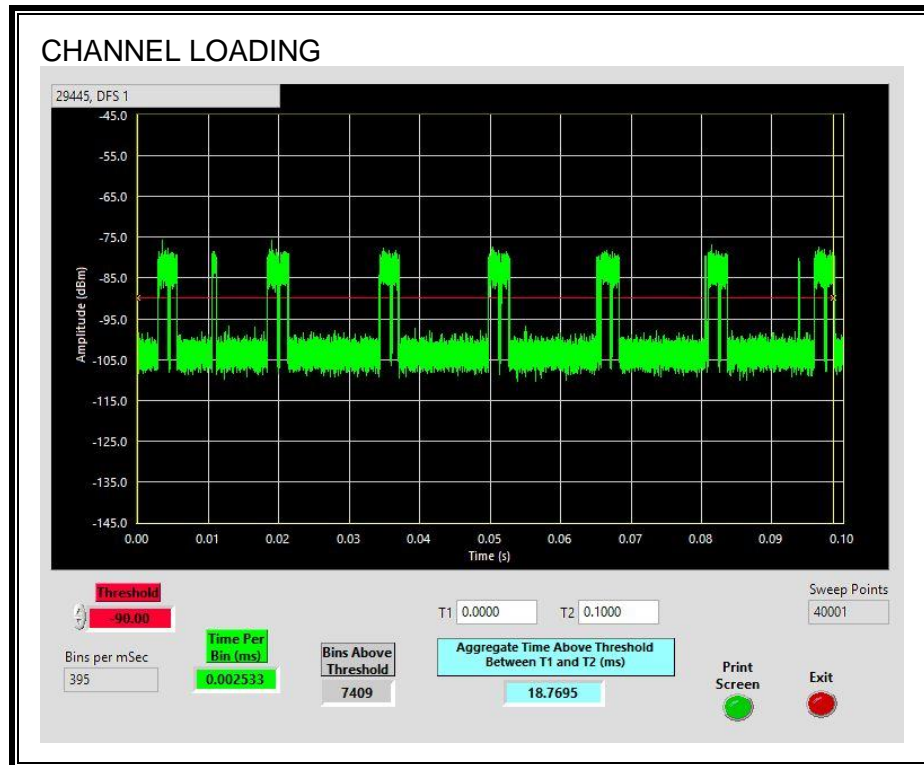 CHANNEL LOADING
29445, DFS 1
-45.0
-55.0
-65.0
-75.0
-85.0
-95.0
-105.0
-115.0
-125.0
-135.0
-145.0
Amplitude (dBm)
0.00 0.01 0.02 0.03 0.04 0.05 0.06 0.07 0.08 0.09 0.10
Time (s)
Threshold
-90.00
Bins per mSec
395
Time Per
Bin (ms)
0.002533
Bins Above
Threshold
7409
T1 0.0000 T2 0.1000
Aggregate Time Above Threshold
Between T1 and T2 (ms)
18.7695
Sweep Points
40001
Print
Screen
Exit